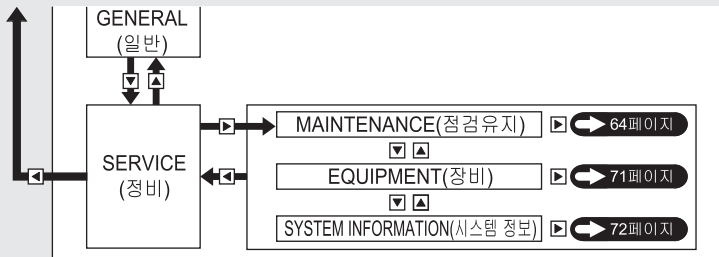 GENERAL
(일반)
SERVICE
(정비)
MAINTENANCE(점검유지)
64페이지
EQUIPMENT(장비)
71페이지
SYSTEM INFORMATION(시스템 정보)
72페이지